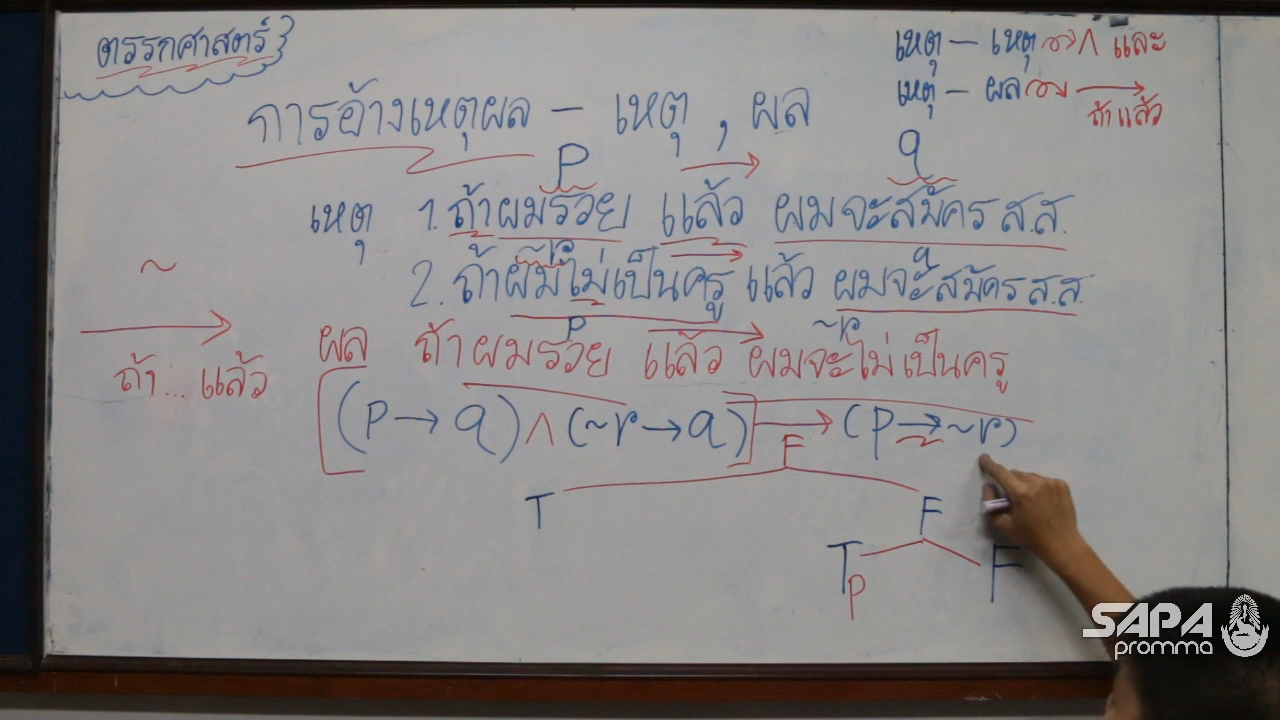 ตรรกศาสตร์
เหตุ — เหตุ ∧ และ
เหตุ — ผล → ถ้าแล้ว
การอ้างเหตุผล – เหตุ , ผล
p → q
เหตุ 1. ถ้าผมรวย แล้ว ผมจะสมัคร ส.ส.
~r → q
2. ถ้าผมไม่เป็นครู แล้ว ผมจะสมัคร ส.ส.
~
→
ถ้า... แล้ว
p → ~r
ผล ถ้าผมรวย แล้ว ผมจะไม่เป็นครู
[(p → q) ∧ (~r → q)] → (p → ~r)
F
T F
T F
p
SAPA
promma